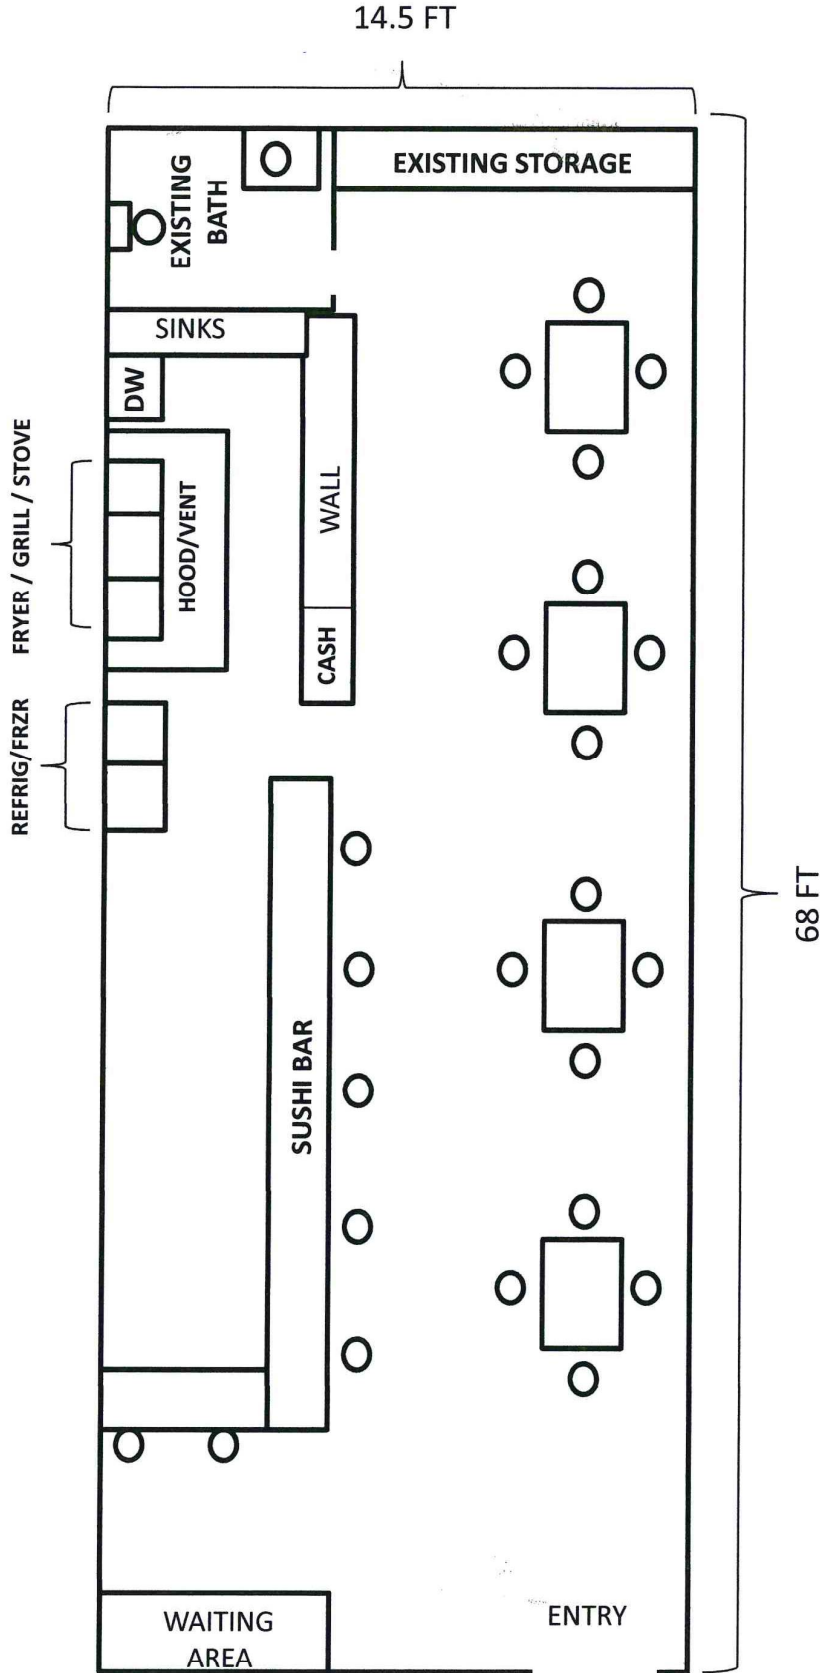 14.5 FT
EXISTING STORAGE
EXISTING
BATH
SINKS
DW
FRYER / GRILL / STOVE
HOOD/VENT
WALL
CASH
REFRIG/FRZR
68 FT
SUSHI BAR
WAITING
AREA
ENTRY